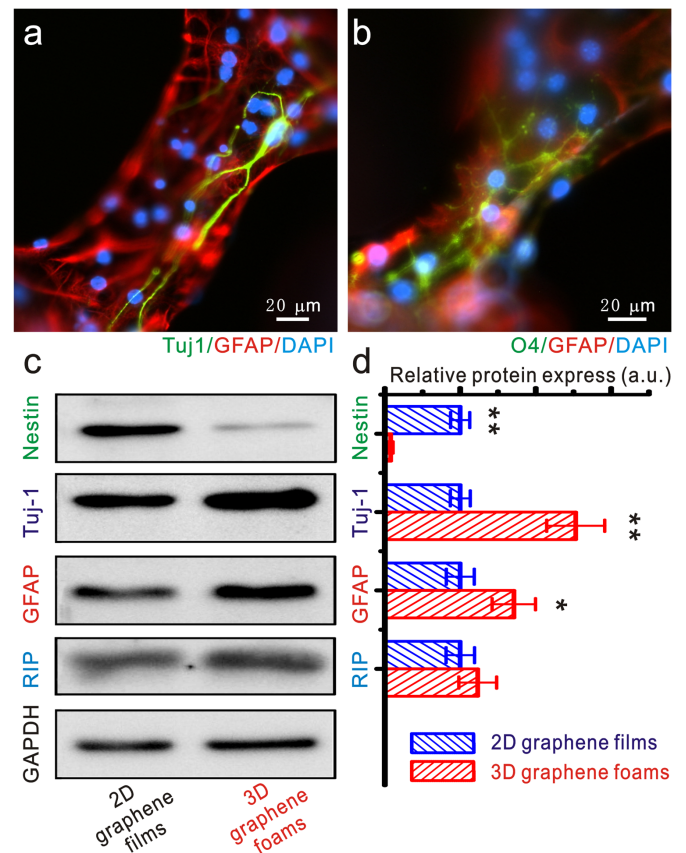 a
b
20 μm
20 μm
Tuj1/GFAP/DAPI
O4/GFAP/DAPI
c
d
Relative protein express (a.u.)
Nestin
Nestin
**
Tuj-1
Tuj-1
**
GFAP
GFAP
*
RIP
RIP
GAPDH
2D graphene films
3D graphene foams
2D
graphene
films
3D
graphene
foams